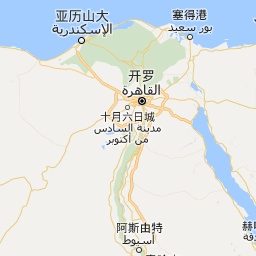 亚历山大
الإسكندرية
塞得港
بور سعيد
开罗
القاهرة
十月六日城
مدينة السادس
من أكتوبر
阿斯由特
أسيوط